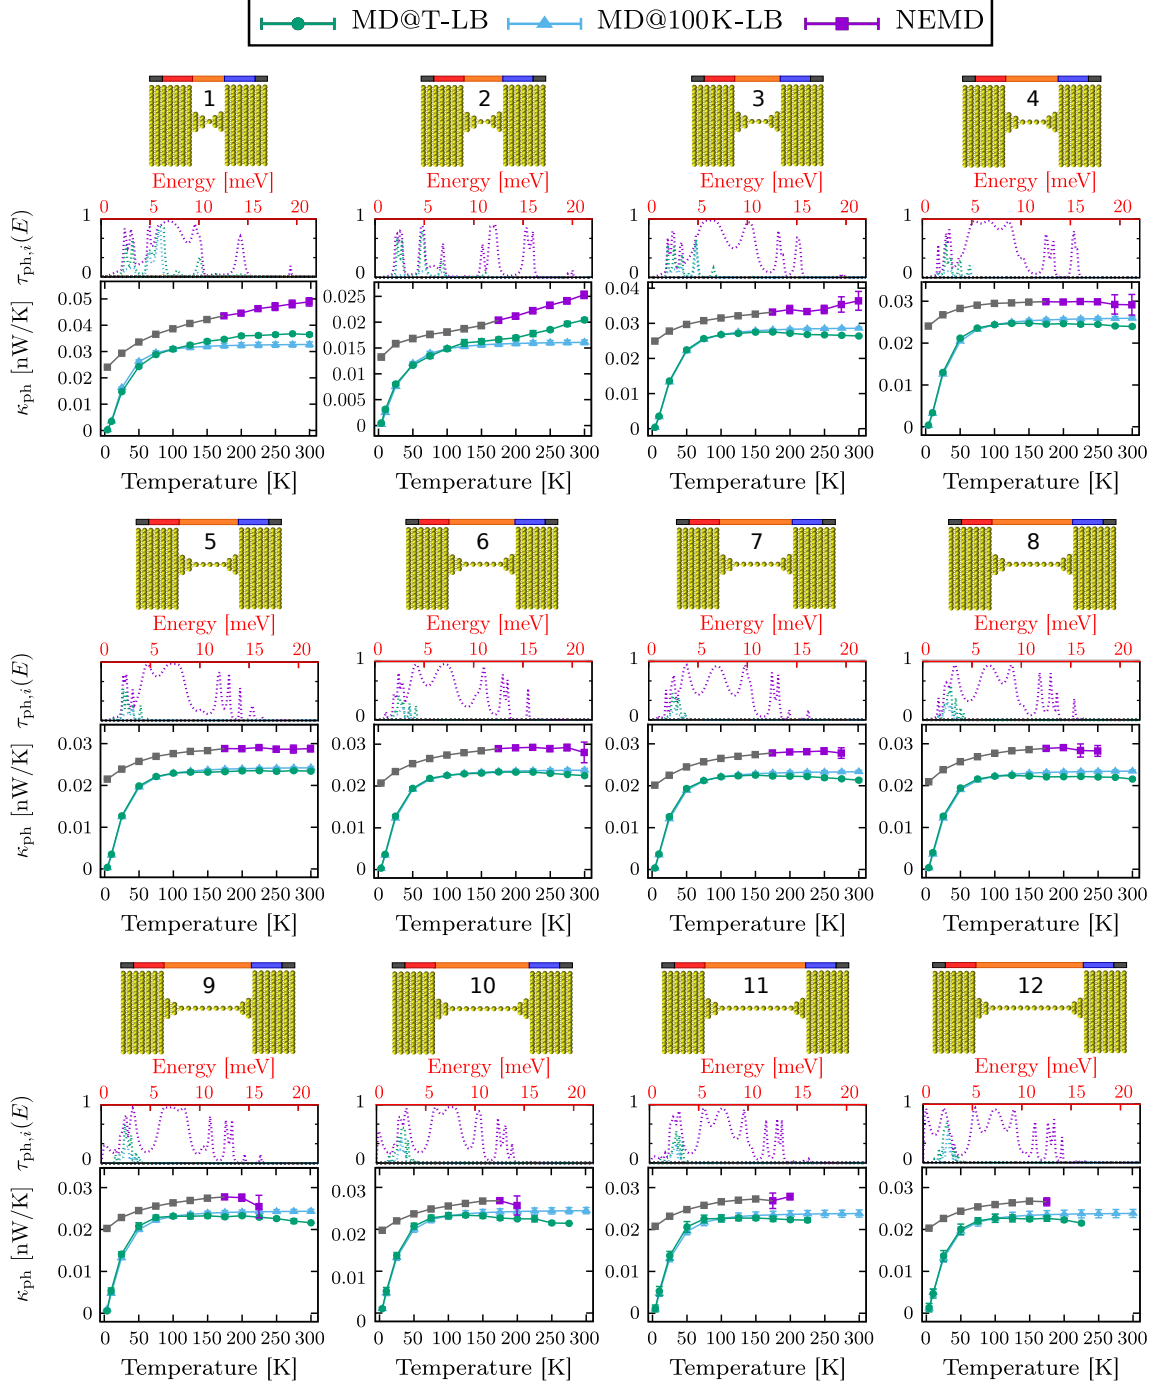 MD@T-LB MD@100K-LB NEMD
1 2 3 4
Energy [meV] Energy [meV] Energy [meV] Energy [meV]
0 5 10 15 20 0 5 10 15 20 0 5 10 15 20 0 5 10 15 20
τph,i(E) 1 0 1 0 1 0 1 0
κph [nW/K]
0.05 0.04 0.03 0.02 0.01 0
0.025 0.02 0.015 0.01 0.005 0
0.04 0.03 0.02 0.01 0
0.03 0.02 0.01 0
0 50 100 150 200 250 300 0 50 100 150 200 250 300 0 50 100 150 200 250 300 0 50 100 150 200 250 300
Temperature [K] Temperature [K] Temperature [K] Temperature [K]
5 6 7 8
Energy [meV] Energy [meV] Energy [meV] Energy [meV]
0 5 10 15 20 0 5 10 15 20 0 5 10 15 20 0 5 10 15 20
τph,i(E) 1 0 1 0 1 0 1 0
κph [nW/K]
0.03 0.02 0.01 0
0.03 0.02 0.01 0
0.03 0.02 0.01 0
0.03 0.02 0.01 0
0 50 100 150 200 250 300 0 50 100 150 200 250 300 0 50 100 150 200 250 300 0 50 100 150 200 250 300
Temperature [K] Temperature [K] Temperature [K] Temperature [K]
9 10 11 12
Energy [meV] Energy [meV] Energy [meV] Energy [meV]
0 5 10 15 20 0 5 10 15 20 0 5 10 15 20 0 5 10 15 20
τph,i(E) 1 0 1 0 1 0 1 0
κph [nW/K]
0.03 0.02 0.01 0
0.03 0.02 0.01 0
0.03 0.02 0.01 0
0.03 0.02 0.01 0
0 50 100 150 200 250 300 0 50 100 150 200 250 300 0 50 100 150 200 250 300 0 50 100 150 200 250 300
Temperature [K] Temperature [K] Temperature [K] Temperature [K]